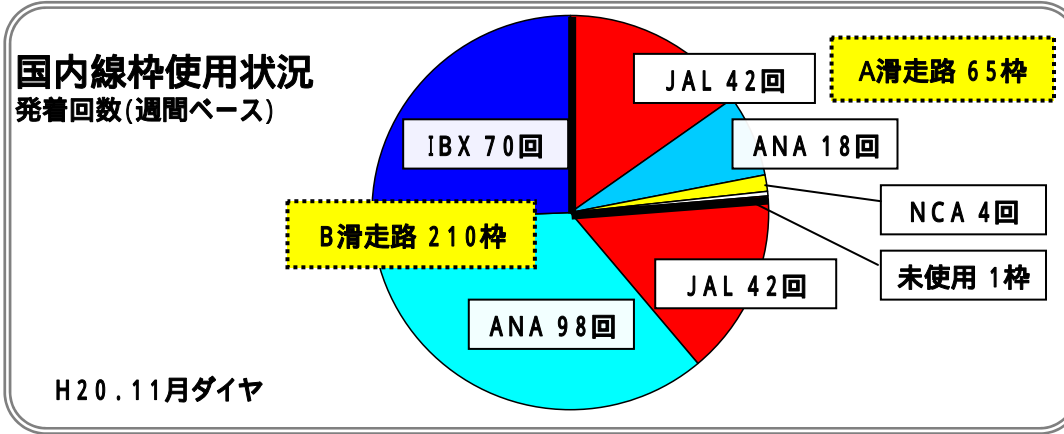 国内線枠使用状況
発着回数(週間ベース)
JAL 42回
A滑走路 65枠
IBX 70回
ANA 18回
NCA 4回
B滑走路 210枠
未使用 1枠
JAL 42回
ANA 98回
H20.11月ダイヤ